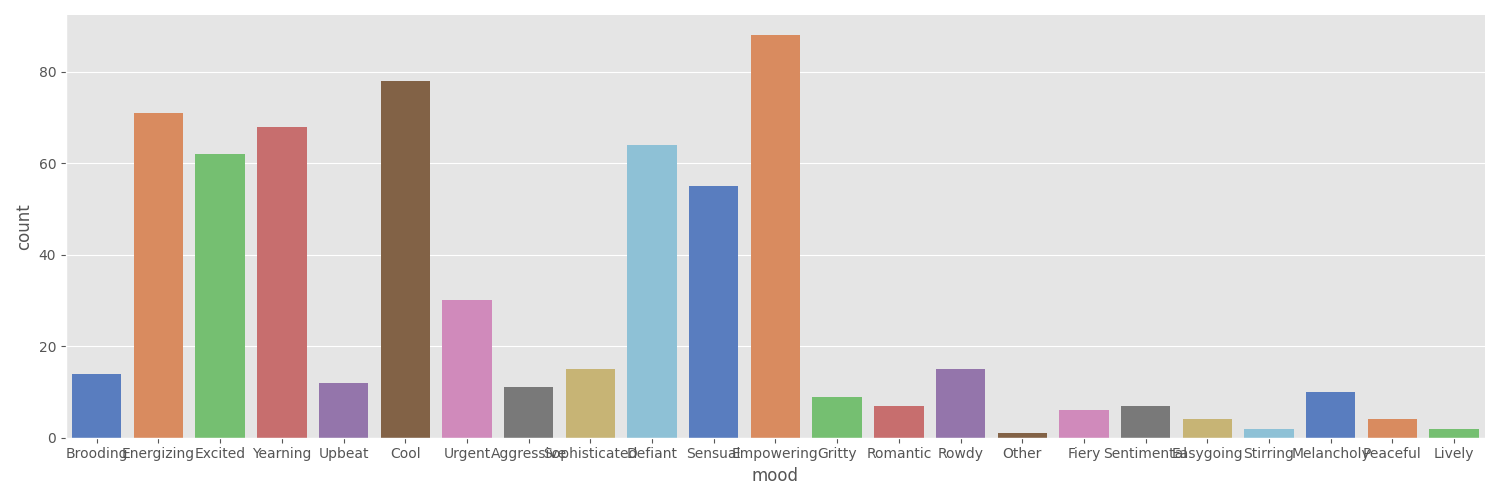 80
60
40
20
0
count
Brooding Energizing Excited Yearning Upbeat Cool Urgent Aggressive Sophisticated Defiant Sensual Empowering Gritty Romantic Rowdy Other Fiery Sentimental Easygoing Stirring Melancholy Peaceful Lively
mood